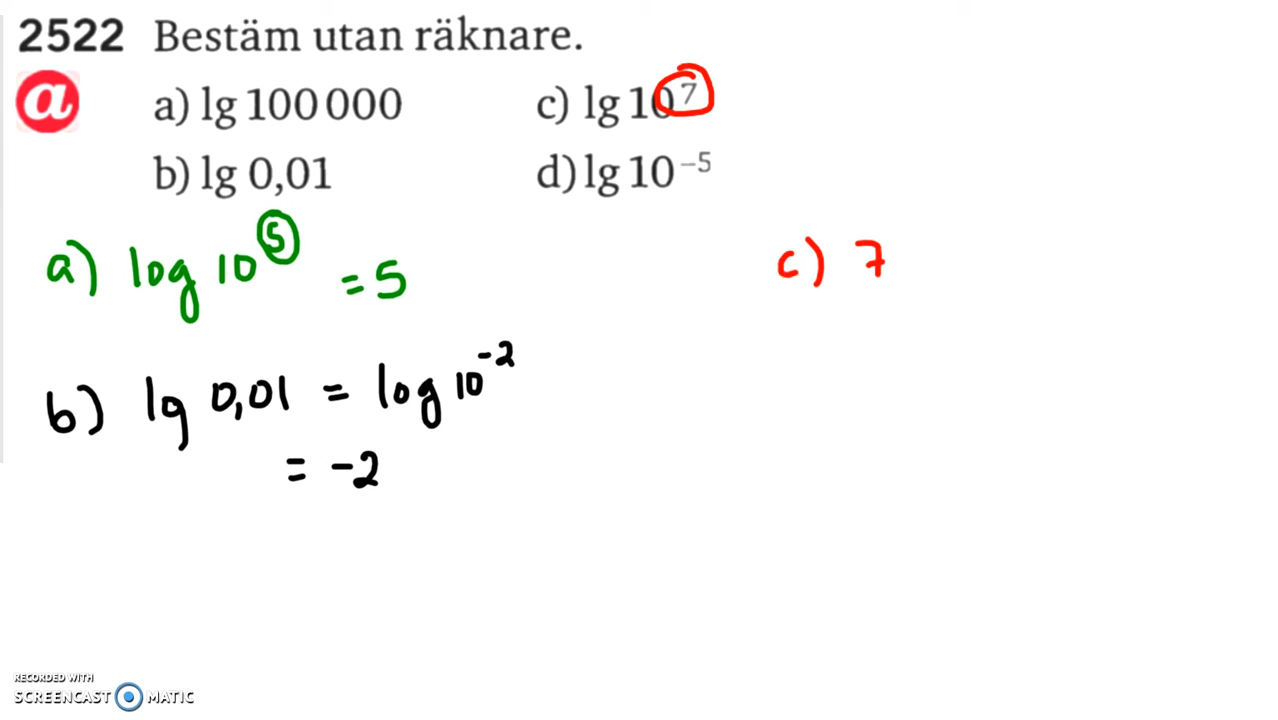 2522 Bestäm utan räknare.
a
a) lg 100 000
c) lg 10⁷
b) lg 0,01
d) lg 10⁻⁵
a) log 10⁵ = 5
c) 7
b) lg 0,01 = log 10⁻²
= -2
RECORDED WITH
SCREENCAST MATIC